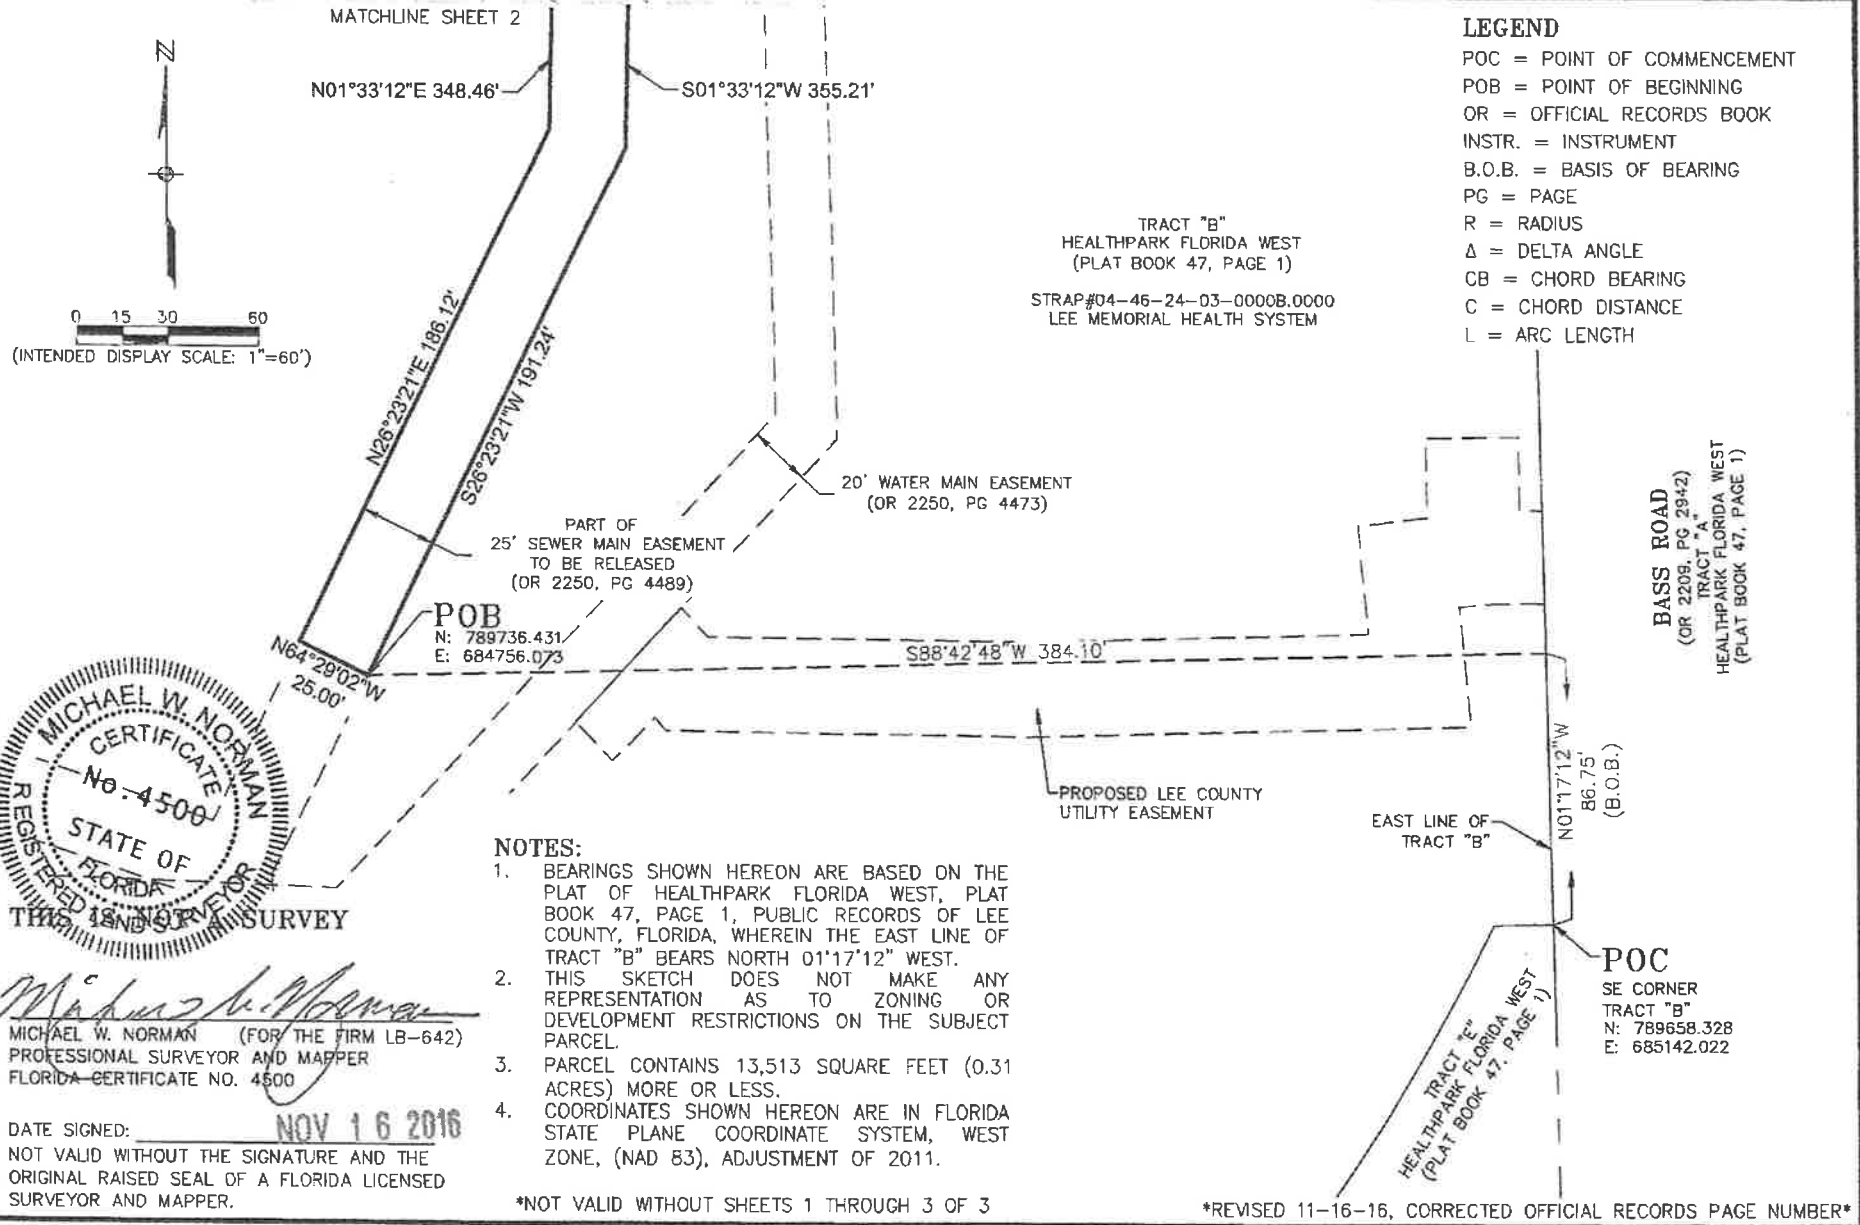 MATCHLINE SHEET 2
N
N01°33'12"E 348.46'
S01°33'12"W 355.21'
0 15 30 60
(INTENDED DISPLAY SCALE: 1"=60')
N26°23'21"E 186.12'
S26°23'21"W 191.24'
TRACT "B"
HEALTHPARK FLORIDA WEST
(PLAT BOOK 47, PAGE 1)
STRAP#04-46-24-03-0000B.0000
LEE MEMORIAL HEALTH SYSTEM
LEGEND
POC = POINT OF COMMENCEMENT
POB = POINT OF BEGINNING
OR = OFFICIAL RECORDS BOOK
INSTR. = INSTRUMENT
B.O.B. = BASIS OF BEARING
PG = PAGE
R = RADIUS
Δ = DELTA ANGLE
CB = CHORD BEARING
C = CHORD DISTANCE
L = ARC LENGTH
20' WATER MAIN EASEMENT
(OR 2250, PG 4473)
PART OF
25' SEWER MAIN EASEMENT
TO BE RELEASED
(OR 2250, PG 4489)
POB
N: 789736.431
E: 684756.073
N64°29'02"W
25.00'
S88°42'48"W 384.10'
BASS ROAD
(OR 2209, PG 2942)
TRACT "A"
HEALTHPARK FLORIDA WEST
(PLAT BOOK 47, PAGE 1)
N01°17'12"W
86.75'
(B.O.B.)
PROPOSED LEE COUNTY
UTILITY EASEMENT
EAST LINE OF
TRACT "B"
POC
SE CORNER
TRACT "B"
N: 789658.328
E: 685142.022
TRACT "E"
HEALTHPARK FLORIDA WEST
(PLAT BOOK 47, PAGE 1)
MICHAEL W. NORMAN
CERTIFICATE
No. 4500
STATE OF
FLORIDA
REGISTERED LAND SURVEYOR
THIS IS NOT A SURVEY
MICHAEL W. NORMAN (FOR THE FIRM LB-642)
PROFESSIONAL SURVEYOR AND MAPPER
FLORIDA CERTIFICATE NO. 4500
DATE SIGNED: NOV 16 2016
NOT VALID WITHOUT THE SIGNATURE AND THE
ORIGINAL RAISED SEAL OF A FLORIDA LICENSED
SURVEYOR AND MAPPER.
NOTES:
1. BEARINGS SHOWN HEREON ARE BASED ON THE
PLAT OF HEALTHPARK FLORIDA WEST, PLAT
BOOK 47, PAGE 1, PUBLIC RECORDS OF LEE
COUNTY, FLORIDA, WHEREIN THE EAST LINE OF
TRACT "B" BEARS NORTH 01°17'12" WEST.
2. THIS SKETCH DOES NOT MAKE ANY
REPRESENTATION AS TO ZONING OR
DEVELOPMENT RESTRICTIONS ON THE SUBJECT
PARCEL.
3. PARCEL CONTAINS 13,513 SQUARE FEET (0.31
ACRES) MORE OR LESS.
4. COORDINATES SHOWN HEREON ARE IN FLORIDA
STATE PLANE COORDINATE SYSTEM, WEST
ZONE, (NAD 83), ADJUSTMENT OF 2011.
*NOT VALID WITHOUT SHEETS 1 THROUGH 3 OF 3
*REVISED 11-16-16, CORRECTED OFFICIAL RECORDS PAGE NUMBER*